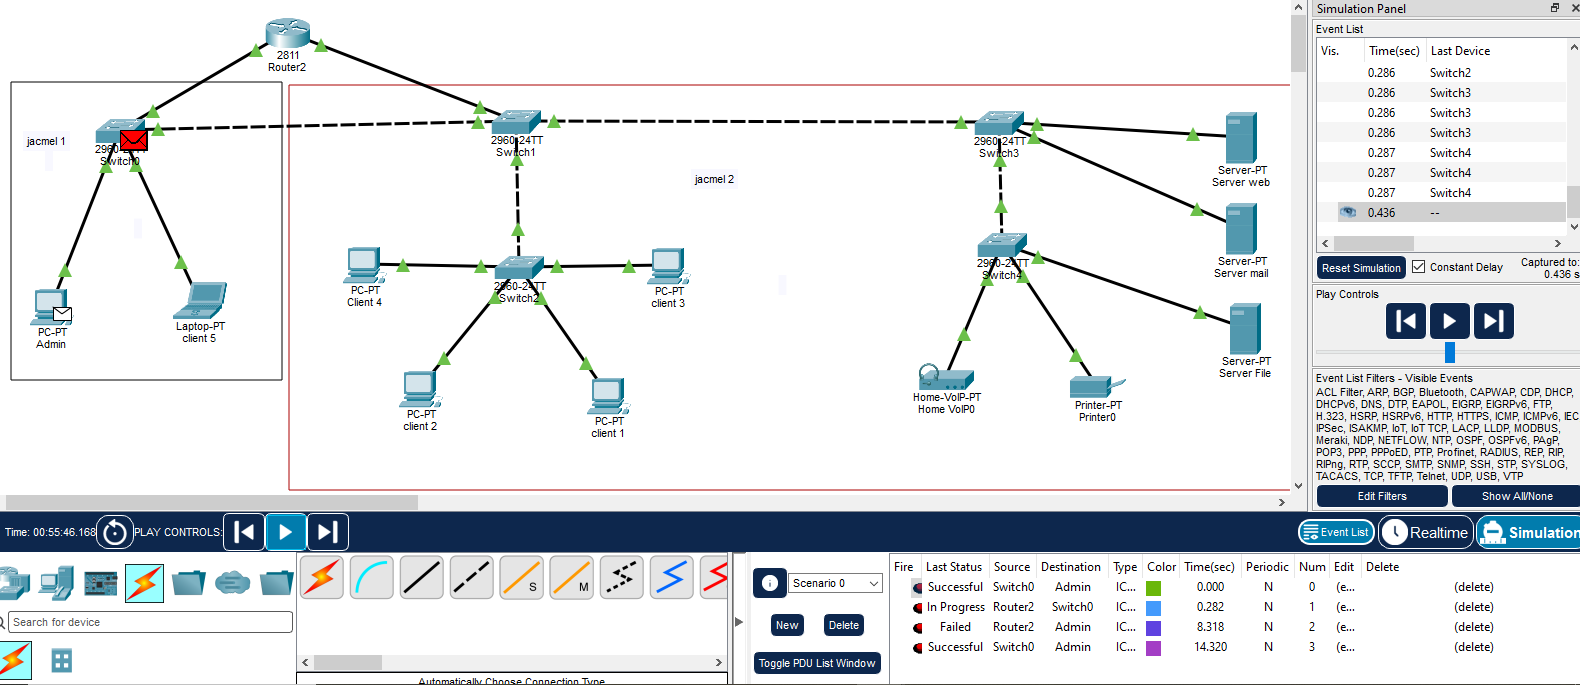 2811
Router2
jacmel 1
Switch0
2960-24TT
Switch1
jacmel 2
2960-24TT
Switch3
Server-PT
Server web
Server-PT
Server mail
2960-24TT
Switch2
2960-24TT
Switch4
PC-PT
Client 4
PC-PT
client 3
PC-PT
Admin
Laptop-PT
client 5
PC-PT
client 2
PC-PT
client 1
Home-VoIP-PT
Home VoIP0
Printer-PT
Printer0
Server-PT
Server File
Simulation Panel
Event List
Vis. Time(sec) Last Device
0.286 Switch2
0.286 Switch3
0.286 Switch3
0.286 Switch3
0.287 Switch4
0.287 Switch4
0.287 Switch4
0.436 --
Reset Simulation Constant Delay Captured to:
0.436 s
Play Controls
Event List Filters - Visible Events
ACL Filter, ARP, BGP, Bluetooth, CAPWAP, CDP, DHCP,
DHCPv6, DNS, DTP, EAPOL, EIGRP, EIGRPv6, FTP,
H.323, HSRP, HSRPv6, HTTP, HTTPS, ICMP, ICMPv6, IEC
IPSec, ISAKMP, IoT, IoT TCP, LACP, LLDP, MODBUS,
Meraki, NDP, NETFLOW, NTP, OSPF, OSPFv6, PAgP,
POP3, PPP, PPPoED, PTP, Profinet, RADIUS, REP, RIP,
RIPng, RTP, SCCP, SMTP, SNMP, SSH, STP, SYSLOG,
TACACS, TCP, TFTP, Telnet, UDP, USB, VTP
Edit Filters Show All/None
Time: 00:55:46.168 PLAY CONTROLS:
Event List Realtime Simulation
Search for device
S
M
Automatically Choose Connection Type
Scenario 0
New Delete
Toggle PDU List Window
Fire Last Status Source Destination Type Color Time(sec) Periodic Num Edit Delete
Successful Switch0 Admin IC... 0.000 N 0 (e... (delete)
In Progress Router2 Switch0 IC... 0.282 N 1 (e... (delete)
Failed Router2 Admin IC... 8.318 N 2 (e... (delete)
Successful Switch0 Admin IC... 14.320 N 3 (e... (delete)